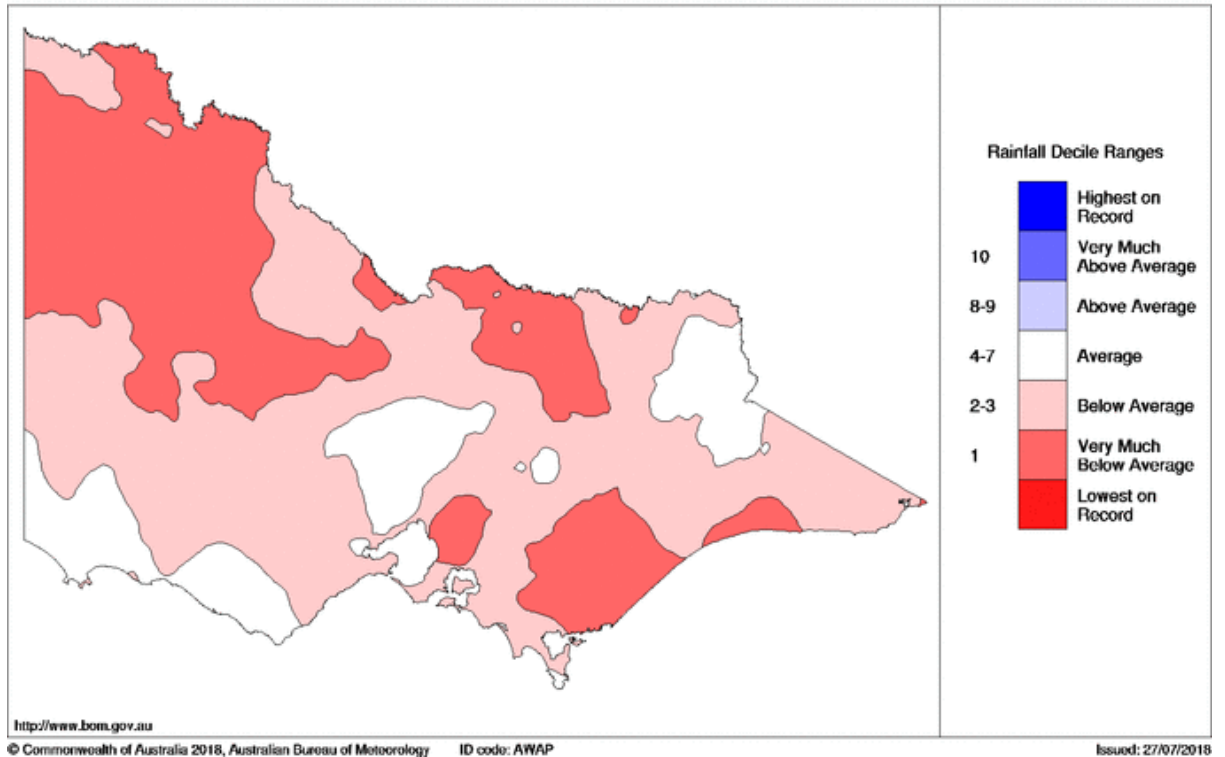 Rainfall Decile Ranges
Highest on
Record
10
Very Much
Above Average
8-9
Above Average
4-7
Average
2-3
Below Average
1
Very Much
Below Average
Lowest on
Record
http://www.bom.gov.au
© Commonwealth of Australia 2018, Australian Bureau of Meteorology ID code: AWAP Issued: 27/07/2018